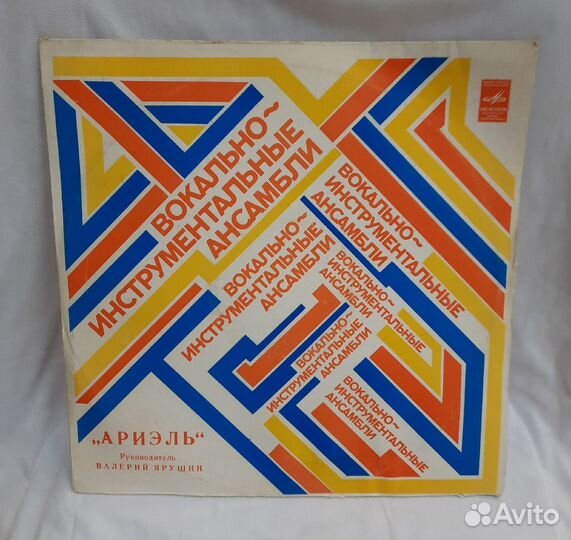 ВОКАЛЬНО~
ИНСТРУМЕНТАЛЬНЫЕ
АНСАМБЛИ
ВОКАЛЬНО~
ИНСТРУМЕНТАЛЬНЫЕ
АНСАМБЛИ
ВОКАЛЬНО~
ИНСТРУМЕНТАЛЬНЫЕ
АНСАМБЛИ
ВОКАЛЬНО~
ИНСТРУМЕНТАЛЬНЫЕ
АНСАМБЛИ
ВОКАЛЬНО~
ИНСТРУМЕНТАЛЬНЫЕ
АНСАМБЛИ
ВОКАЛЬНО~
ИНСТРУМЕНТАЛЬНЫЕ
АНСАМБЛИ
МЕЛОДИЯ
„АРИЭЛЬ“
Руководитель
ВАЛЕРИЙ ЯРУШИН
Avito